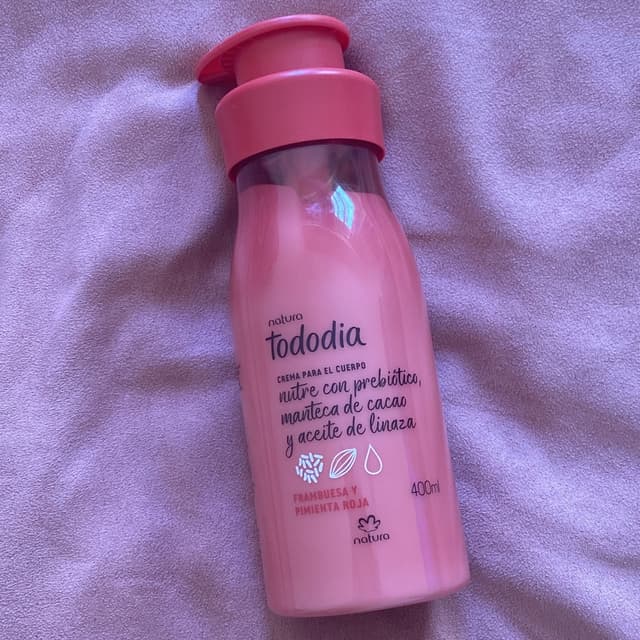 natura
tododia
CREMA PARA EL CUERPO
nutre con prebiótico,
manteca de cacao
y aceite de linaza
FRAMBUESA Y
PIMIENTA ROJA
400ml
natura